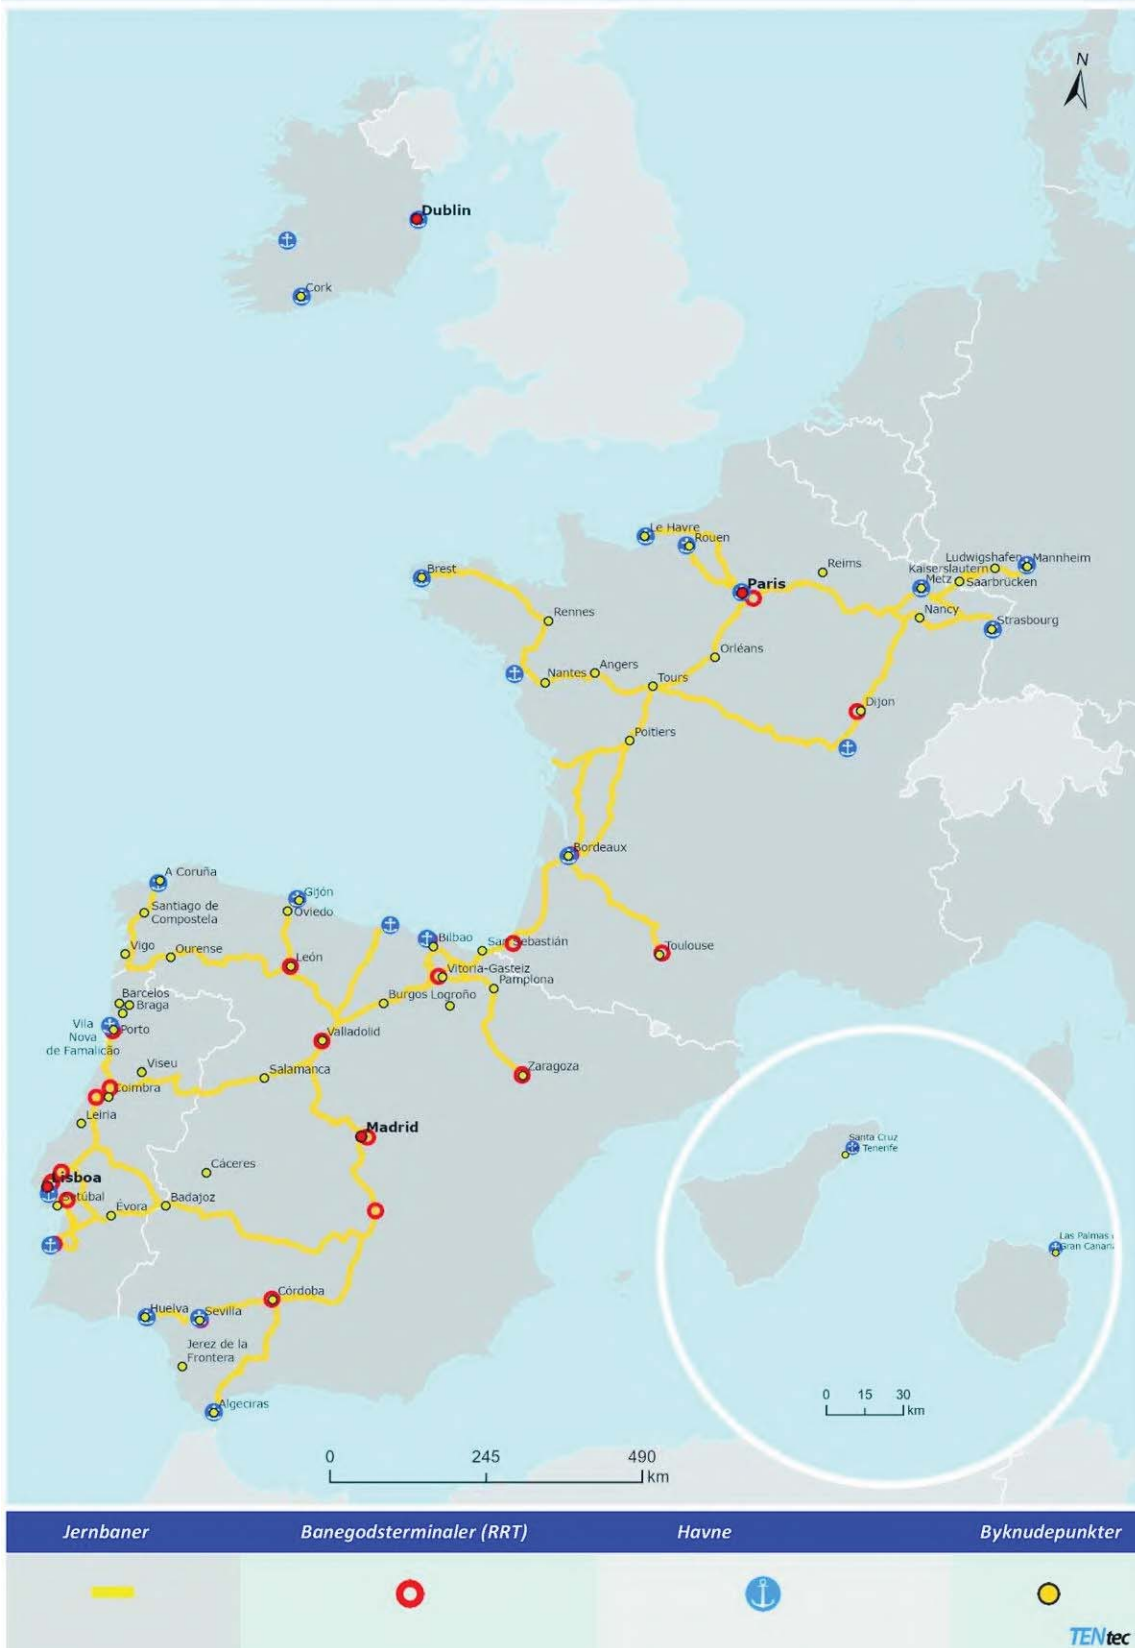 N
Dublin
Cork
Le Havre
Rouen
Ludwigshafen
Mannheim
Kaiserslautern
Reims
Metz
Saarbrücken
Paris
Brest
Nancy
Strasbourg
Rennes
Orléans
Angers
Nantes
Tours
Dijon
Poitiers
Bordeaux
A Coruña
Gijón
Santiago de
Compostela
Oviedo
Bilbao
San Sebastián
Toulouse
Vigo
Ourense
León
Vitoria-Gasteiz
Pamplona
Burgos
Logroño
Barcelos
Braga
Vila
Nova
de Famalicão
Porto
Valladolid
Viseu
Salamanca
Zaragoza
Coimbra
Leiria
Madrid
Santa Cruz
Tenerife
Cáceres
Lisboa
Setúbal
Évora
Badajoz
Las Palmas
Gran Canar
Córdoba
Huelva
Sevilla
Jerez de la
Frontera
Algeciras
0 15 30
km
0 245 490
km
Jernbaner
Banegodsterminaler (RRT)
Havne
Byknudepunkter
TENtec